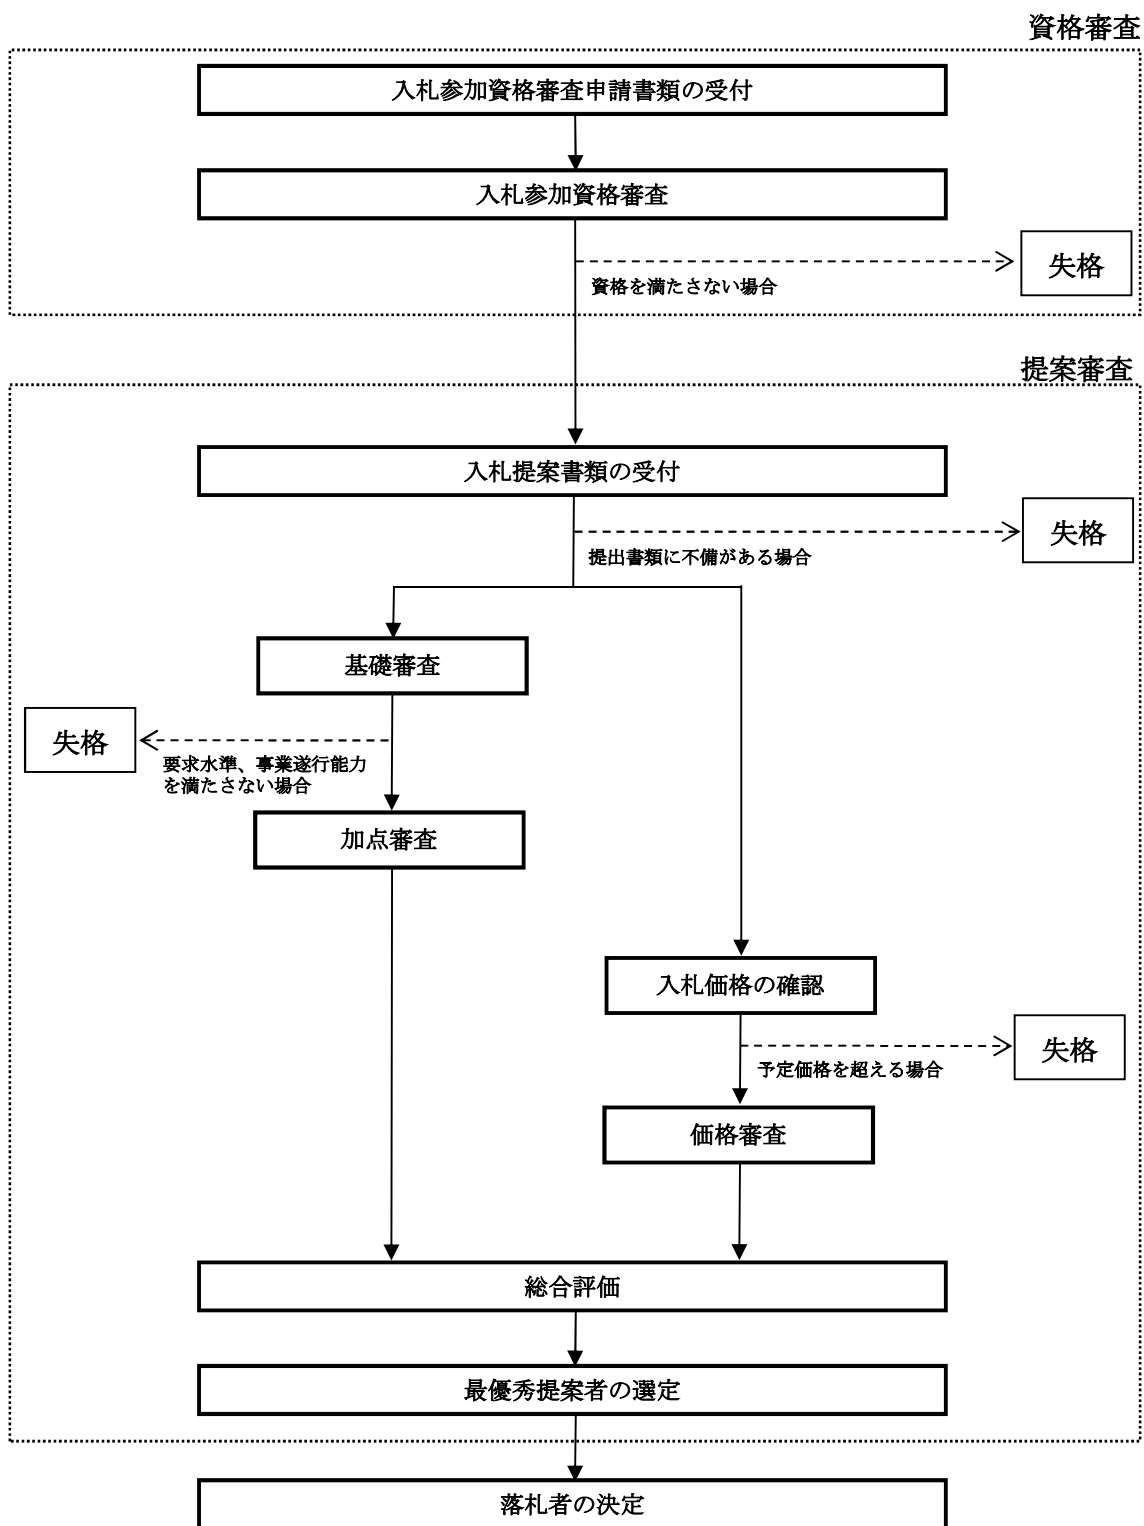 資格審査
入札参加資格審査申請書類の受付
入札参加資格審査
失格
資格を満たさない場合
提案審査
入札提案書類の受付
失格
提出書類に不備がある場合
基礎審査
失格
要求水準、事業遂行能力
を満たさない場合
加点審査
入札価格の確認
失格
予定価格を超える場合
価格審査
総合評価
最優秀提案者の選定
落札者の決定